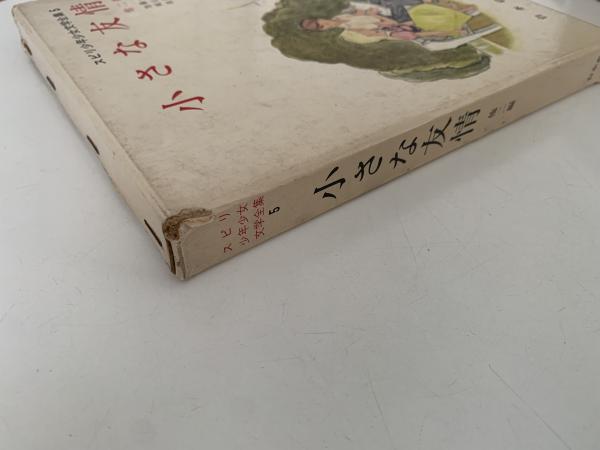 スピリ少年少女文学全集5
小さな友情
スピリ
少年少女
文学全集
5
小さな友情